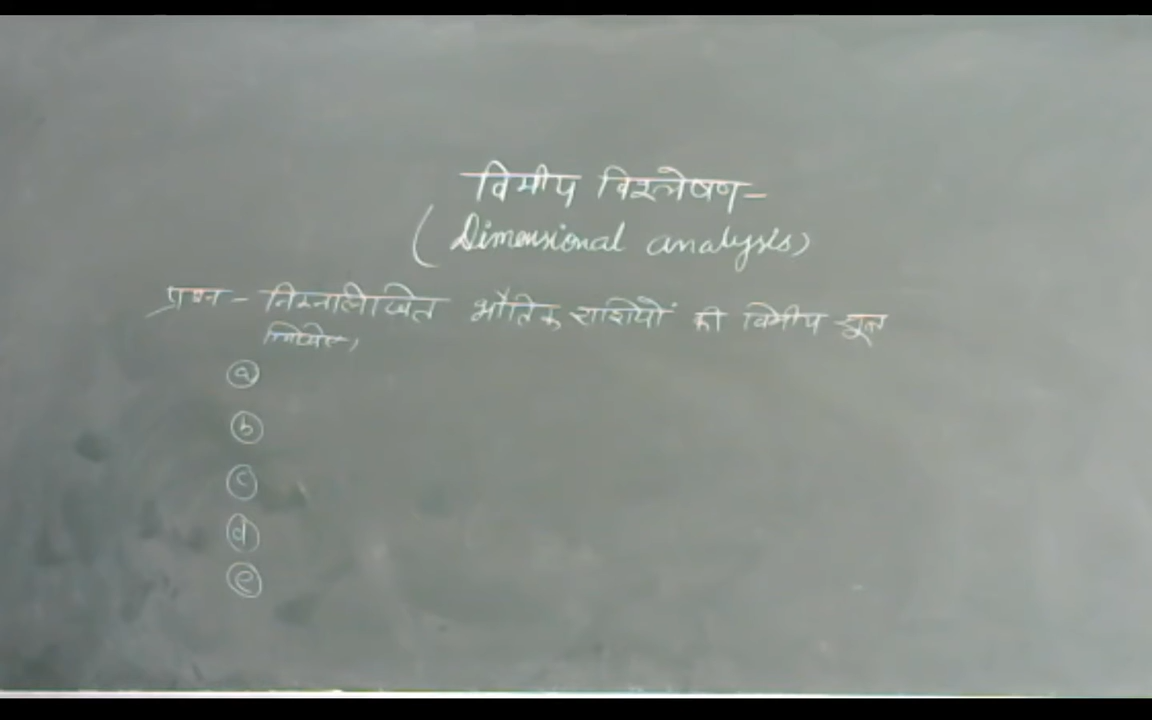 विमीय विश्लेषण-
(Dimensional analysis)
प्रश्न - निम्नलिखित भौतिक राशियों की विमीय सूत्र
लिखिए,
(a)
(b)
(c)
(d)
(e)